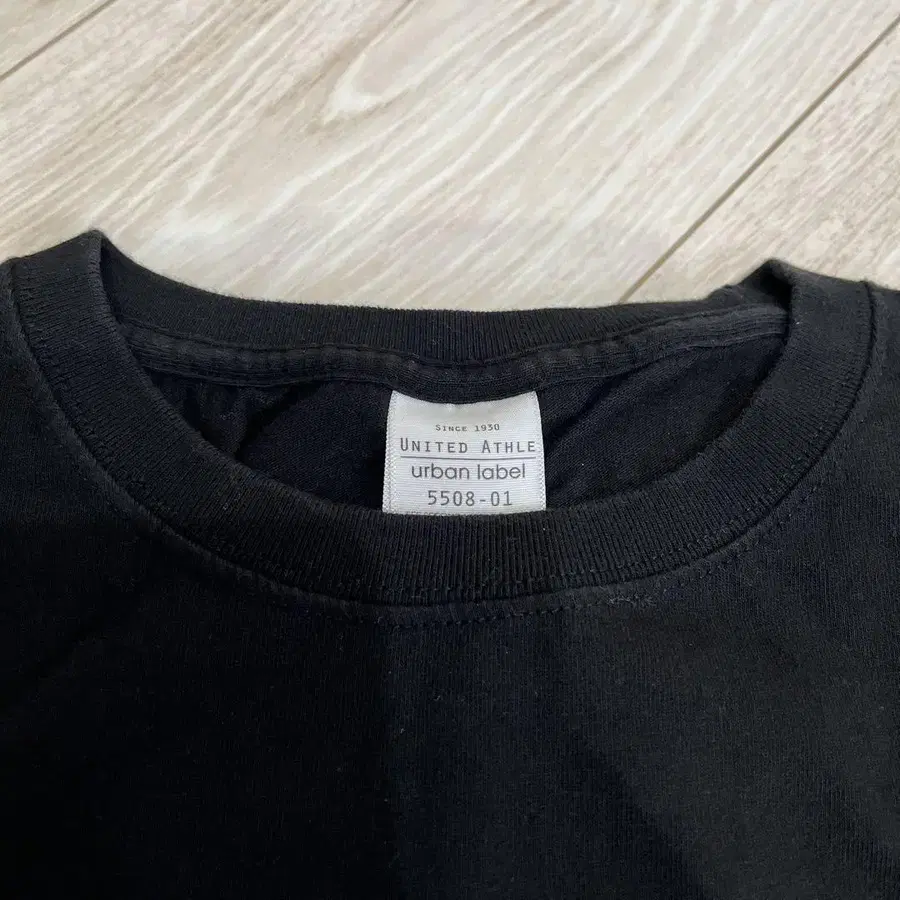 SINCE 1930
UNITED ATHLE
urban label
5508-01